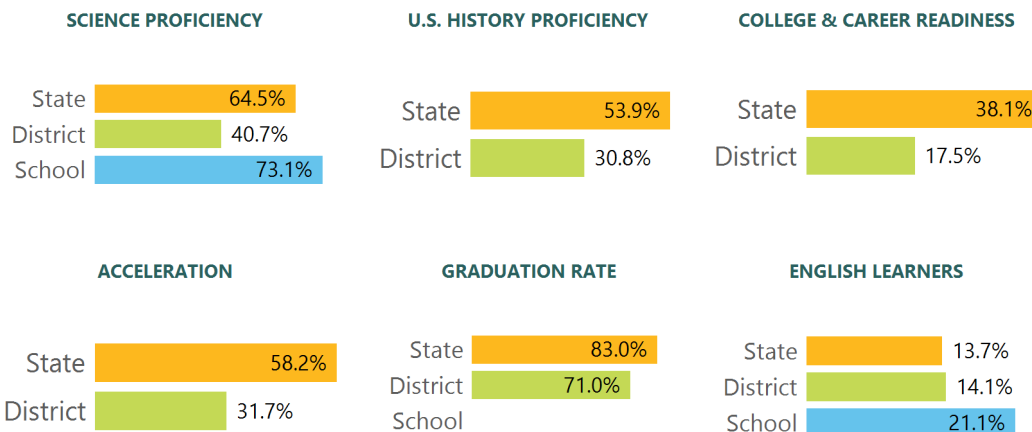 SCIENCE PROFICIENCY
State 64.5%
District 40.7%
School 73.1%
U.S. HISTORY PROFICIENCY
State 53.9%
District 30.8%
COLLEGE & CAREER READINESS
State 38.1%
District 17.5%
ACCELERATION
State 58.2%
District 31.7%
GRADUATION RATE
State 83.0%
District 71.0%
School
ENGLISH LEARNERS
State 13.7%
District 14.1%
School 21.1%